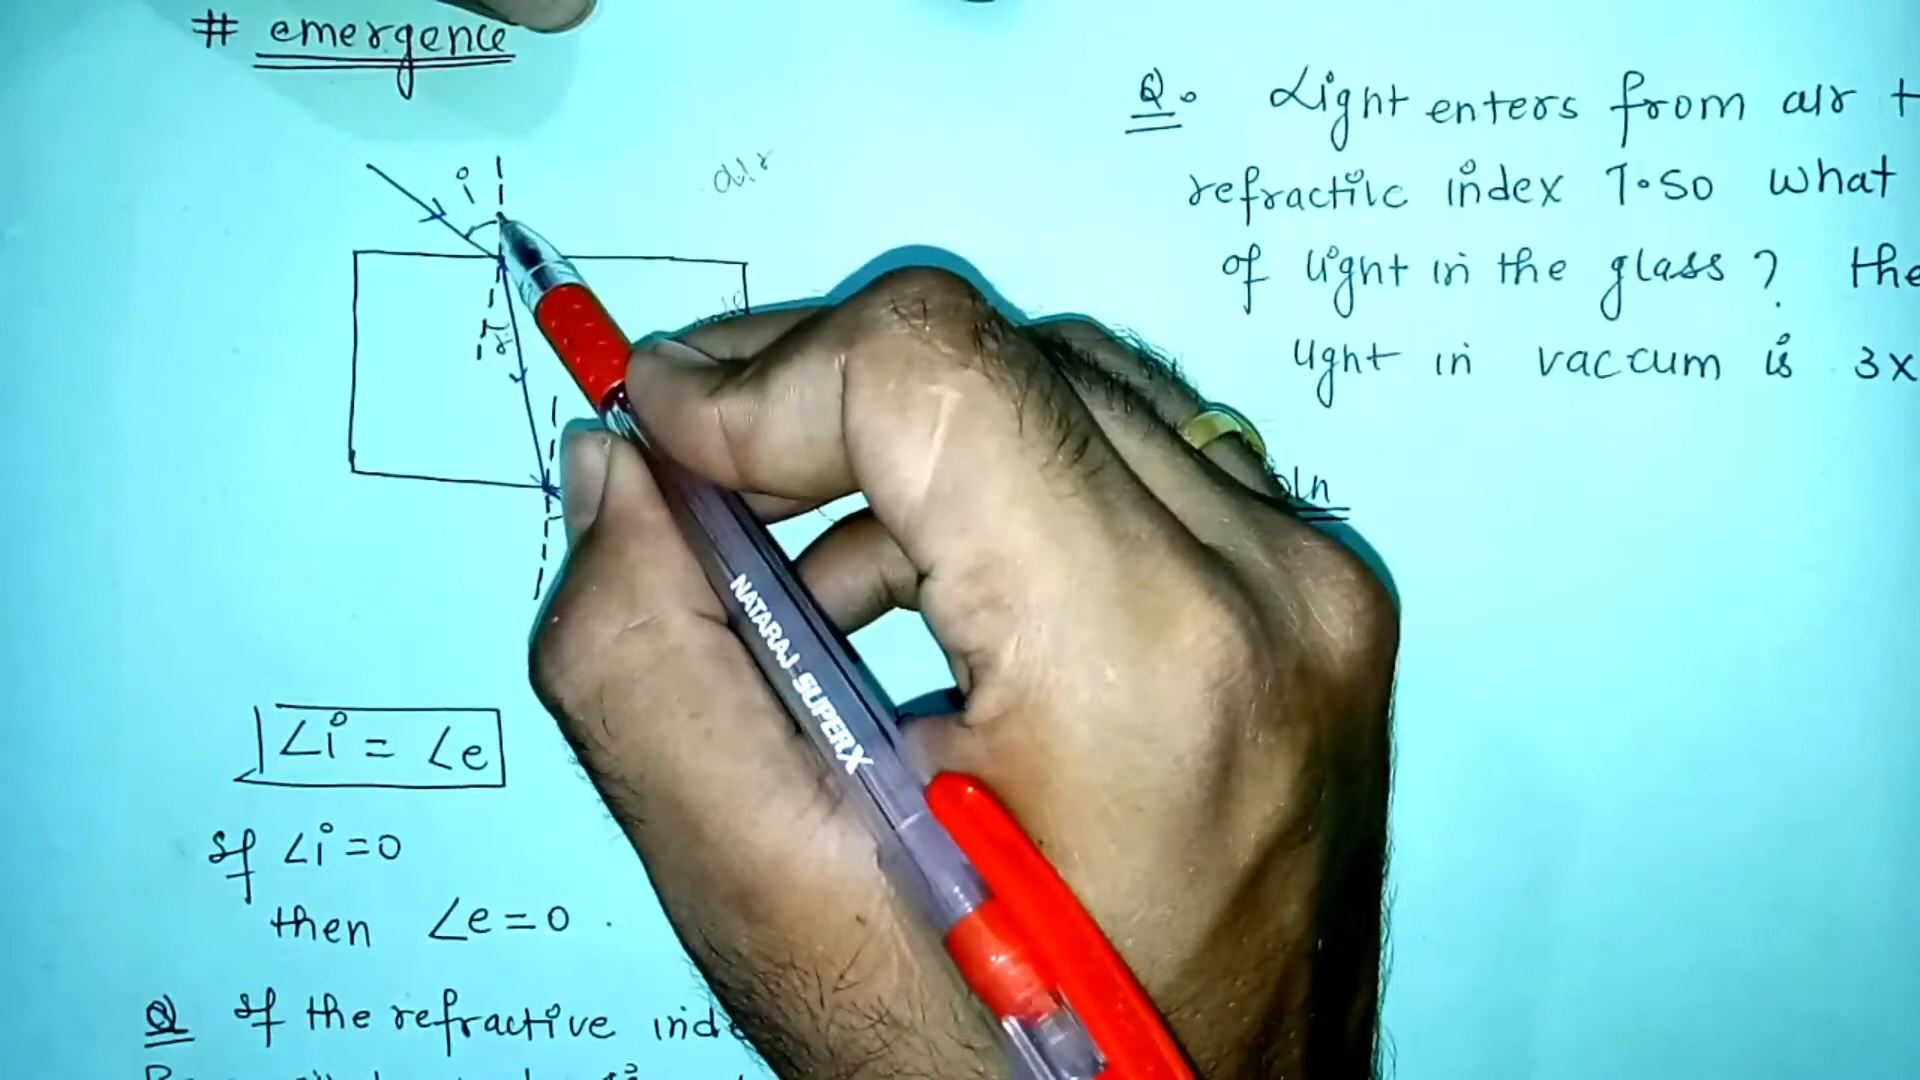 # emergence
i
air
r
∠i = ∠e
If ∠i = 0
then ∠e = 0 .
Q If the refractive
Q. Light enters from air
refractive index 1.50 what
of light in the glass? the
light in vaccum is 3x
NATARAJ SUPERX